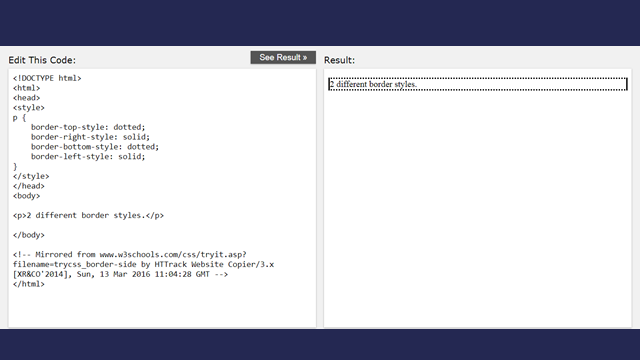 Edit This Code:
See Result »
<!DOCTYPE html>
<html>
<head>
<style>
p {
    border-top-style: dotted;
    border-right-style: solid;
    border-bottom-style: dotted;
    border-left-style: solid;
}
</style>
</head>
<body>
<p>2 different border styles.</p>
</body>
<!-- Mirrored from www.w3schools.com/css/tryit.asp?
filename=trycss_border-side by HTTrack Website Copier/3.x
[XR&CO'2014], Sun, 13 Mar 2016 11:04:28 GMT -->
</html>
Result:
2 different border styles.